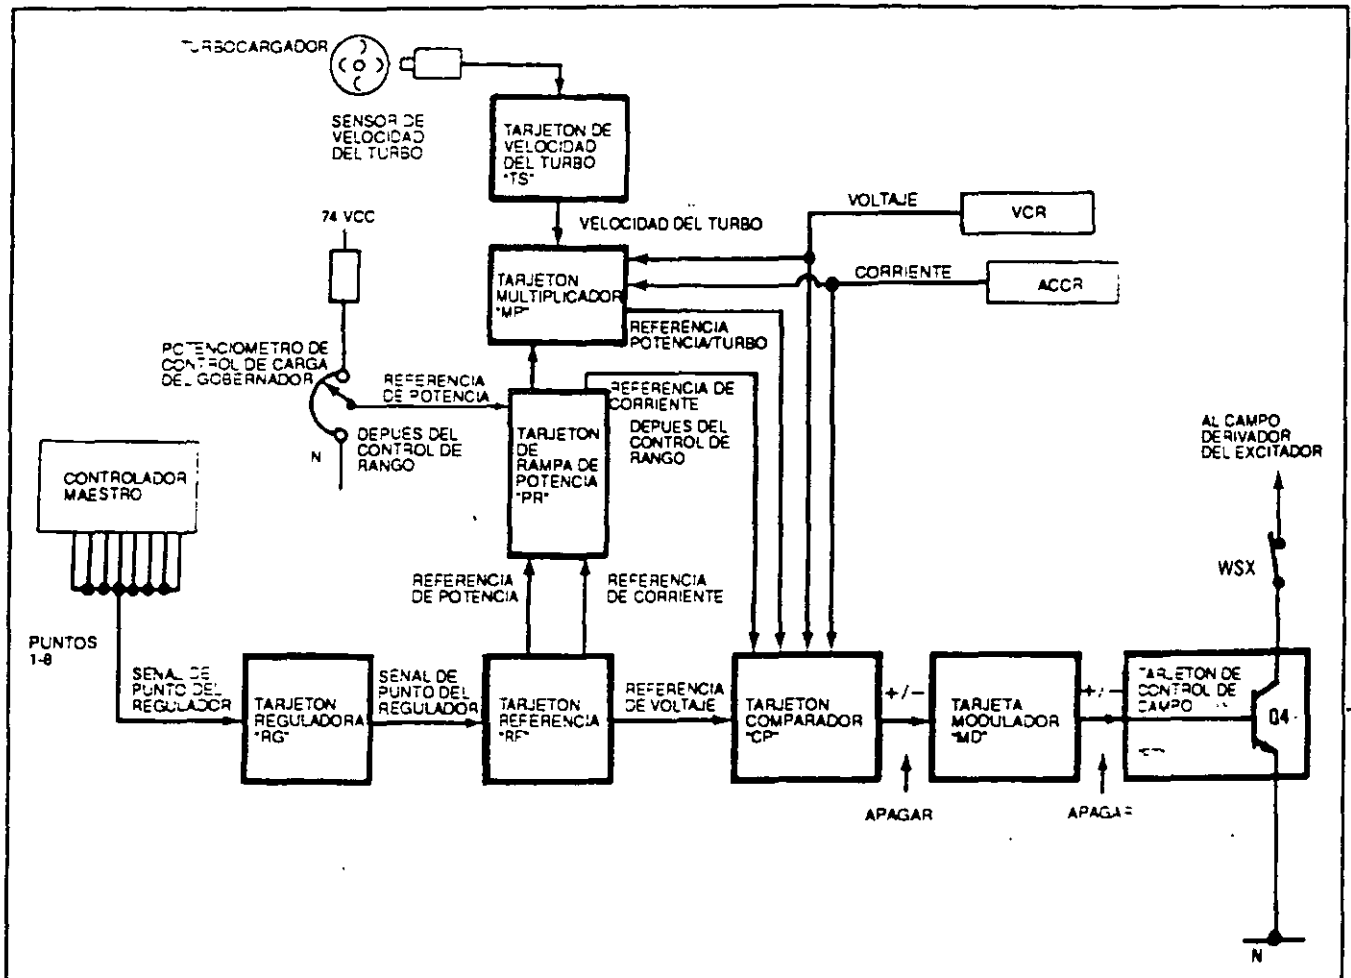 TURBOCARGADOR
SENSOR DE
VELOCIDAD
DEL TURBO
TARJETON DE
VELOCIDAD
DEL TURBO
"TS"
74 VCC
VELOCIDAD DEL TURBO
VOLTAJE
VCR
CORRIENTE
ACCR
TARJETON
MULTIPLICADOR
"MP"
REFERENCIA
POTENCIA/TURBO
POTENCIOMETRO DE
CONTROL DE CARGA
DEL GOBERNADOR
REFERENCIA
DE POTENCIA
DEPUES DEL
CONTROL DE
RANGO
N
TARJETON
DE
RAMPA DE
POTENCIA
"PR"
REFERENCIA DE
CORRIENTE
DEPUES DEL
CONTROL DE
RANGO
CONTROLADOR
MAESTRO
PUNTOS
1-8
REFERENCIA
DE POTENCIA
REFERENCIA
DE CORRIENTE
AL CAMPO
DERIVADOR
DEL EXCITADOR
WSX
SENAL DE
PUNTO DEL
REGULADOR
TARJETON
REGULADORA
"RG"
SENAL DE
PUNTO DEL
REGULADOR
TARJETON
REFERENCIA
"RF"
REFERENCIA
DE VOLTAJE
TARJETON
COMPARADOR
"CP"
+/-
APAGAR
TARJETA
MODULADOR
"MD"
+/-
APAGAR
TARJETON DE
CONTROL DE
CAMPO
Q4
N